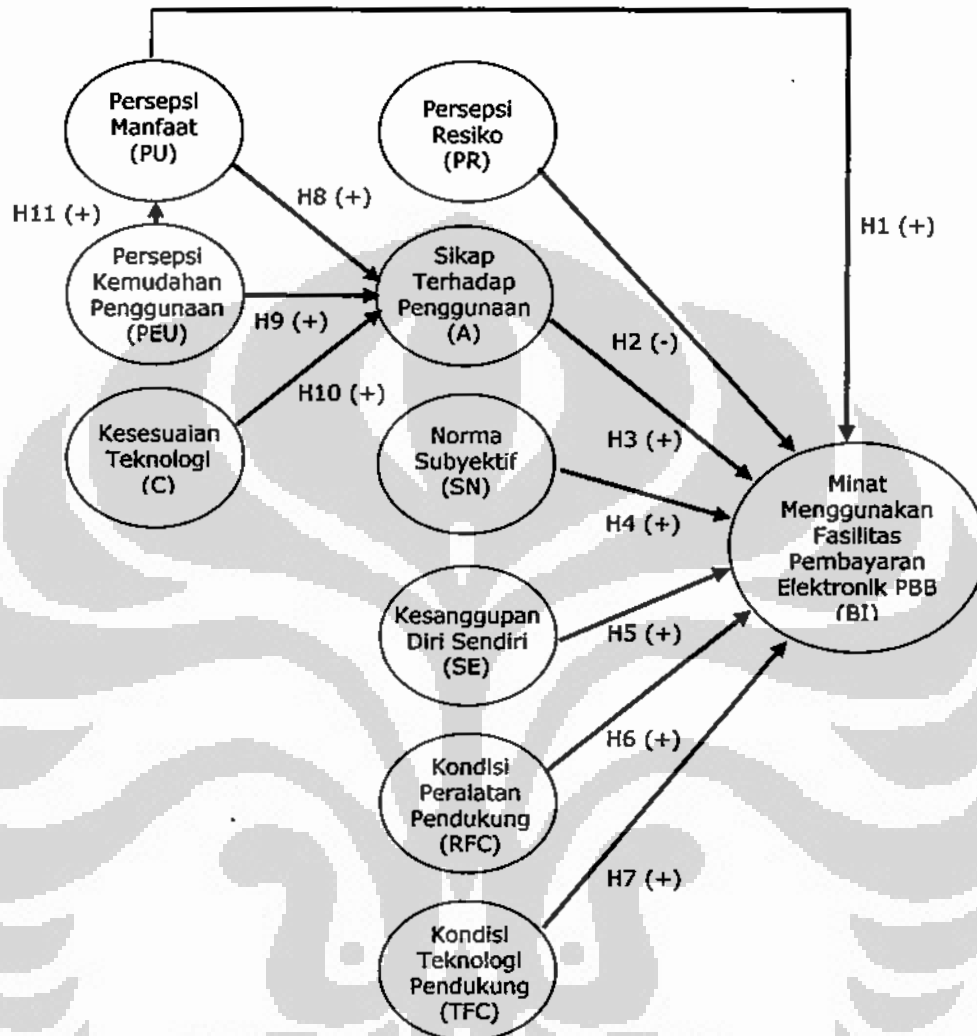 Persepsi
Manfaat
(PU)
Persepsi
Resiko
(PR)
H11 (+)
H8 (+)
H1 (+)
Persepsi
Kemudahan
Penggunaan
(PEU)
Sikap
Terhadap
Penggunaan
(A)
H9 (+)
H2 (-)
H10 (+)
Kesesuaian
Teknologi
(C)
Norma
Subyektif
(SN)
H3 (+)
H4 (+)
Minat
Menggunakan
Fasilitas
Pembayaran
Elektronik PBB
(BI)
Kesanggupan
Diri Sendiri
(SE)
H5 (+)
H6 (+)
Kondisi
Peralatan
Pendukung
(RFC)
H7 (+)
Kondisi
Teknologi
Pendukung
(TFC)